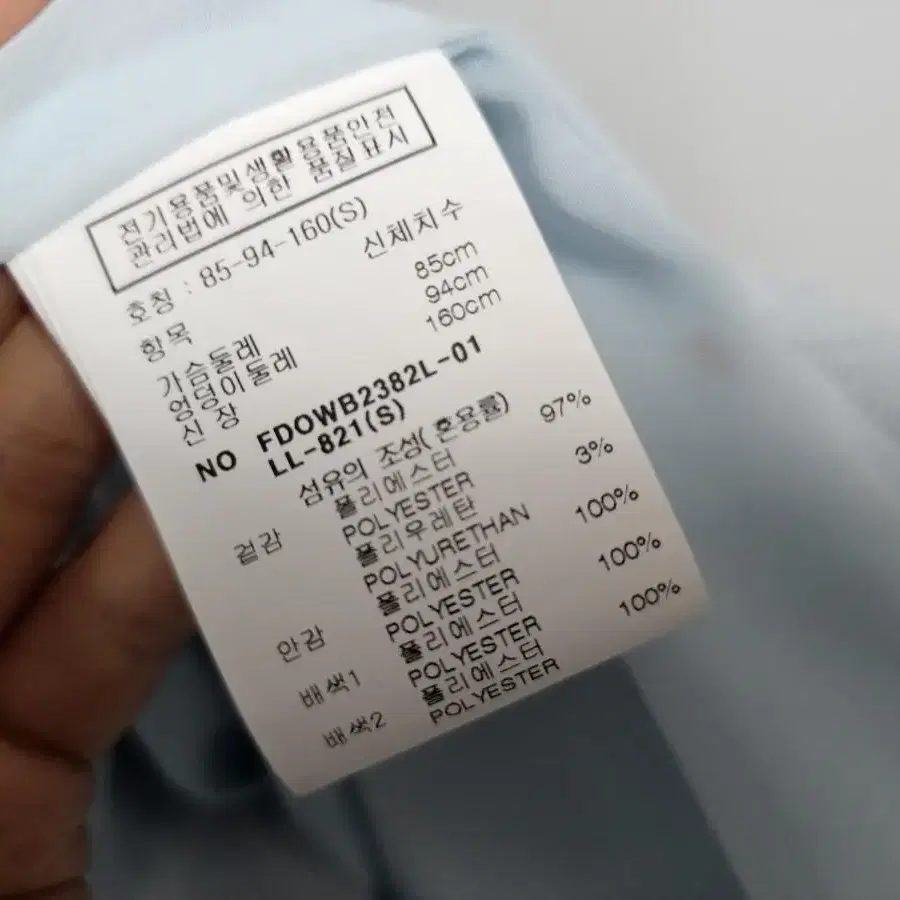 전기용품및생활용품안전
관리법에 의한 품질표시
호칭 : 85-94-160(S)
항목 신체치수
가슴둘레 85cm
엉덩이둘레 94cm
신장 160cm
NO FDOWB2382L-01
LL-821(S)
섬유의 조성(혼용률)
겉감 폴리에스터 97%
POLYESTER
폴리우레탄 3%
POLYURETHAN
안감 폴리에스터 100%
POLYESTER
배색1 폴리에스터 100%
POLYESTER
배색2 폴리에스터 100%
POLYESTER